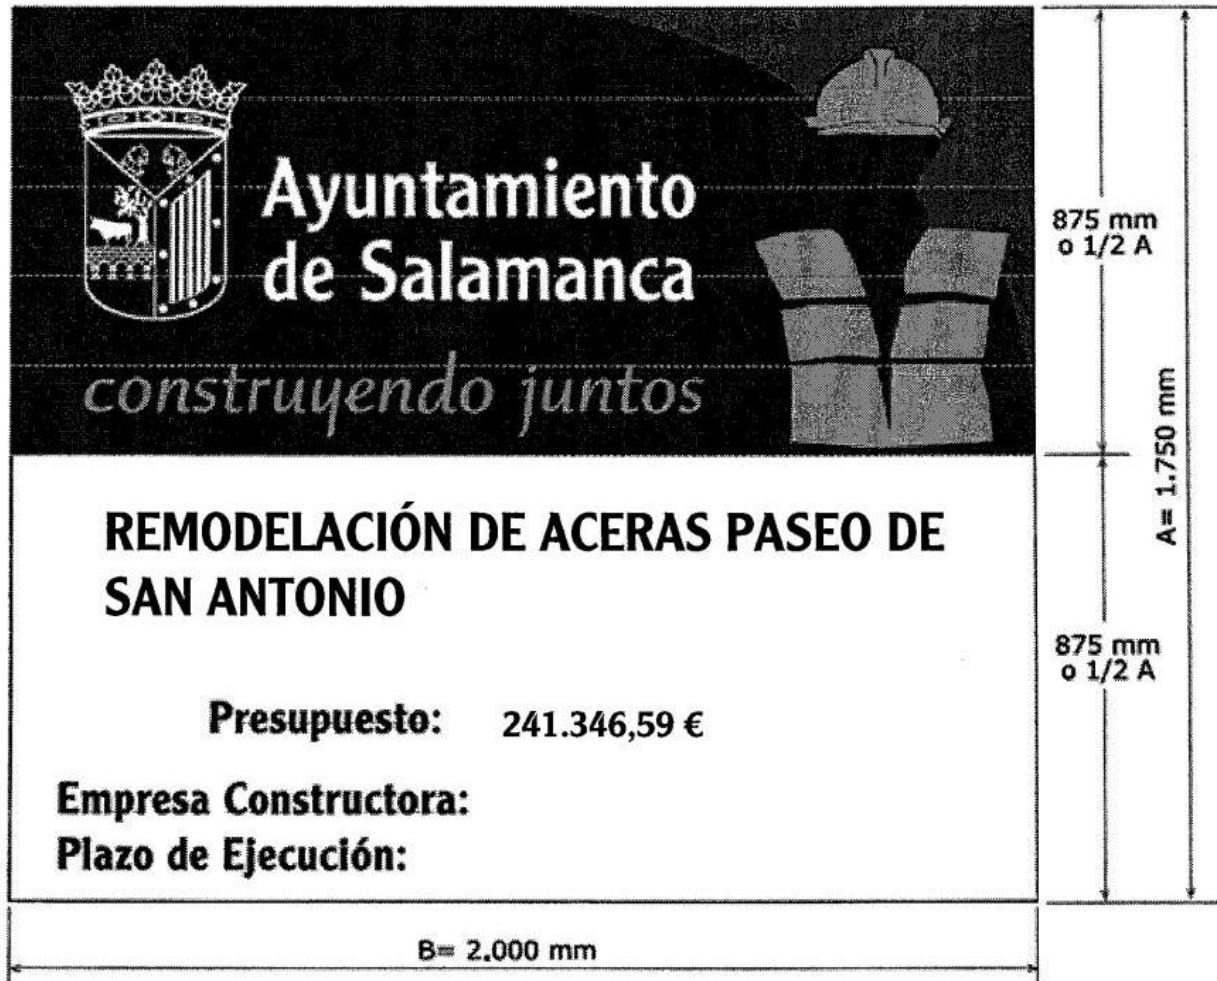 Ayuntamiento
de Salamanca
construyendo juntos
REMODELACIÓN DE ACERAS PASEO DE
SAN ANTONIO
Presupuesto: 241.346,59 €
Empresa Constructora:
Plazo de Ejecución:
875 mm
o 1/2 A
875 mm
o 1/2 A
A= 1.750 mm
B= 2.000 mm